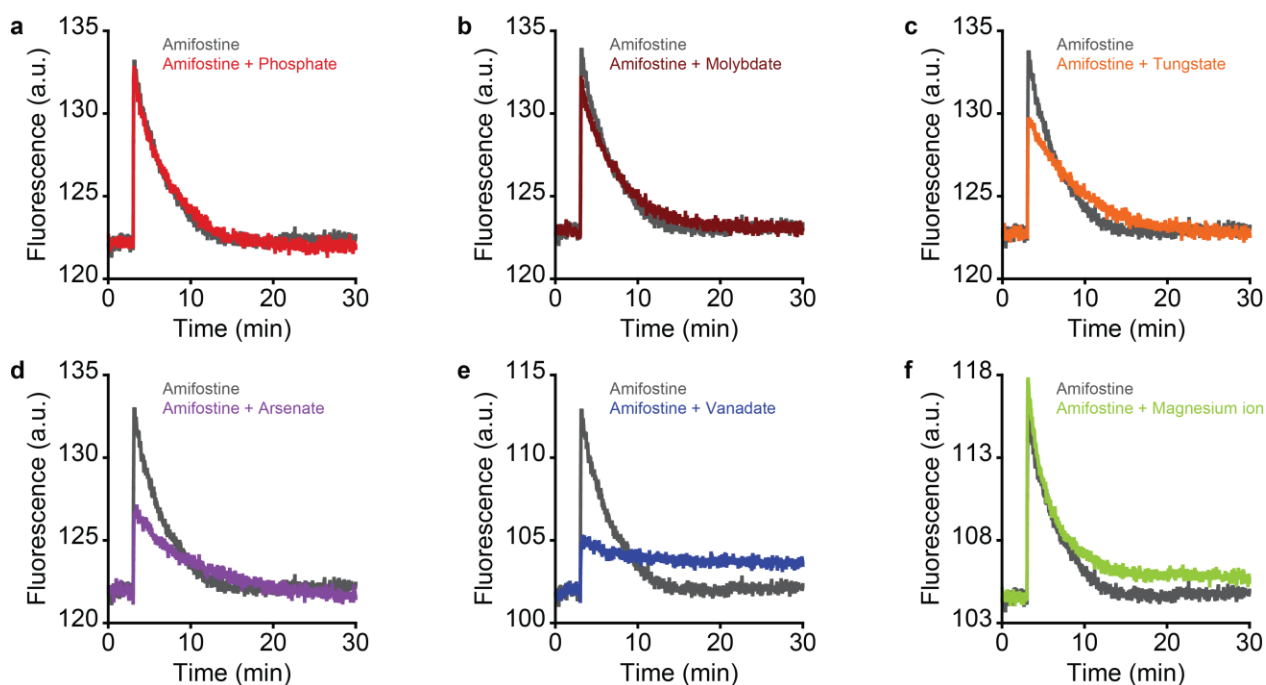 a
Fluorescence (a.u.)
135
130
125
120
Amifostine
Amifostine + Phosphate
0 10 20 30
Time (min)
b
Fluorescence (a.u.)
135
130
125
120
Amifostine
Amifostine + Molybdate
0 10 20 30
Time (min)
c
Fluorescence (a.u.)
135
130
125
120
Amifostine
Amifostine + Tungstate
0 10 20 30
Time (min)
d
Fluorescence (a.u.)
135
130
125
120
Amifostine
Amifostine + Arsenate
0 10 20 30
Time (min)
e
Fluorescence (a.u.)
115
110
105
100
Amifostine
Amifostine + Vanadate
0 10 20 30
Time (min)
f
Fluorescence (a.u.)
118
113
108
103
Amifostine
Amifostine + Magnesium ion
0 10 20 30
Time (min)